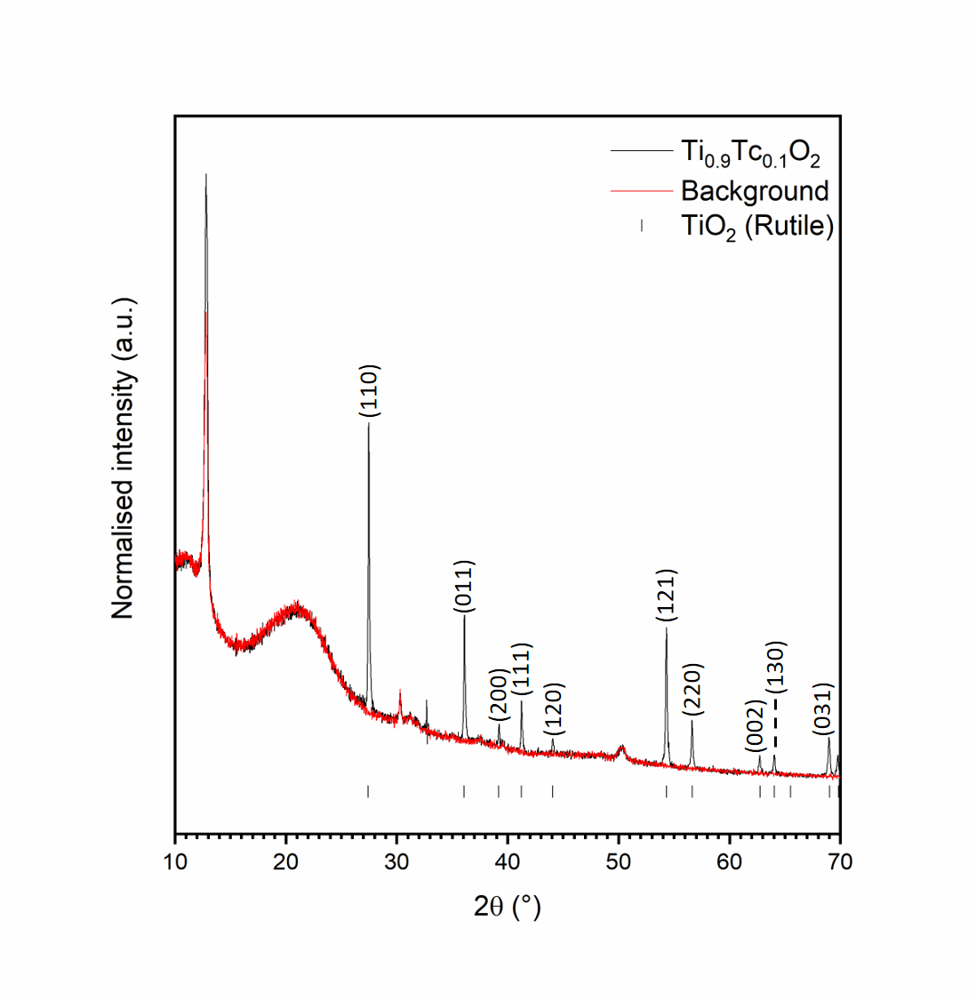 Ti0.9Tc0.1O2
Background
TiO2 (Rutile)
Normalised intensity (a.u.)
(110)
(011)
(200)
(111)
(120)
(121)
(220)
(002)
(130)
(031)
10 20 30 40 50 60 70
2θ (°)